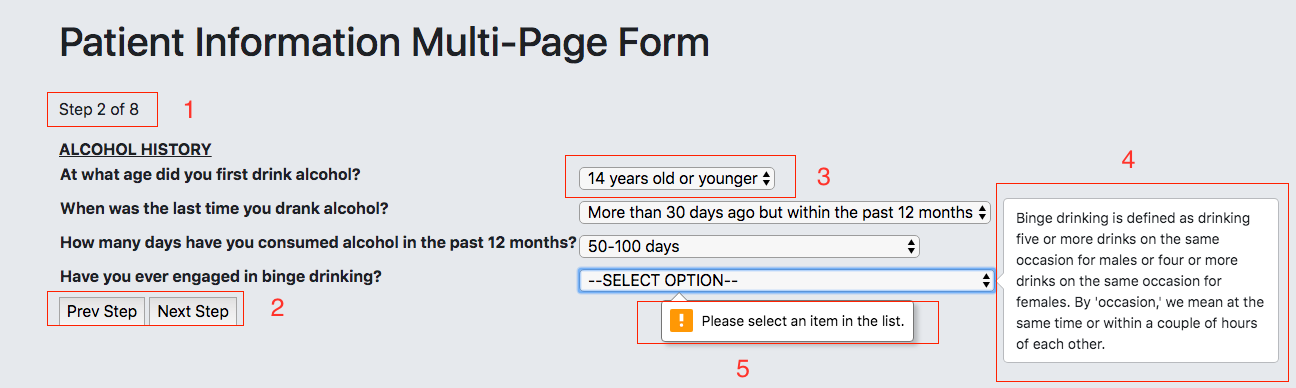 Patient Information Multi-Page Form
Step 2 of 8
1
ALCOHOL HISTORY
At what age did you first drink alcohol?
14 years old or younger
3
When was the last time you drank alcohol?
More than 30 days ago but within the past 12 months
How many days have you consumed alcohol in the past 12 months?
50-100 days
Have you ever engaged in binge drinking?
--SELECT OPTION--
Prev Step
Next Step
2
Please select an item in the list.
5
4
Binge drinking is defined as drinking
five or more drinks on the same
occasion for males or four or more
drinks on the same occasion for
females. By 'occasion,' we mean at the
same time or within a couple of hours
of each other.